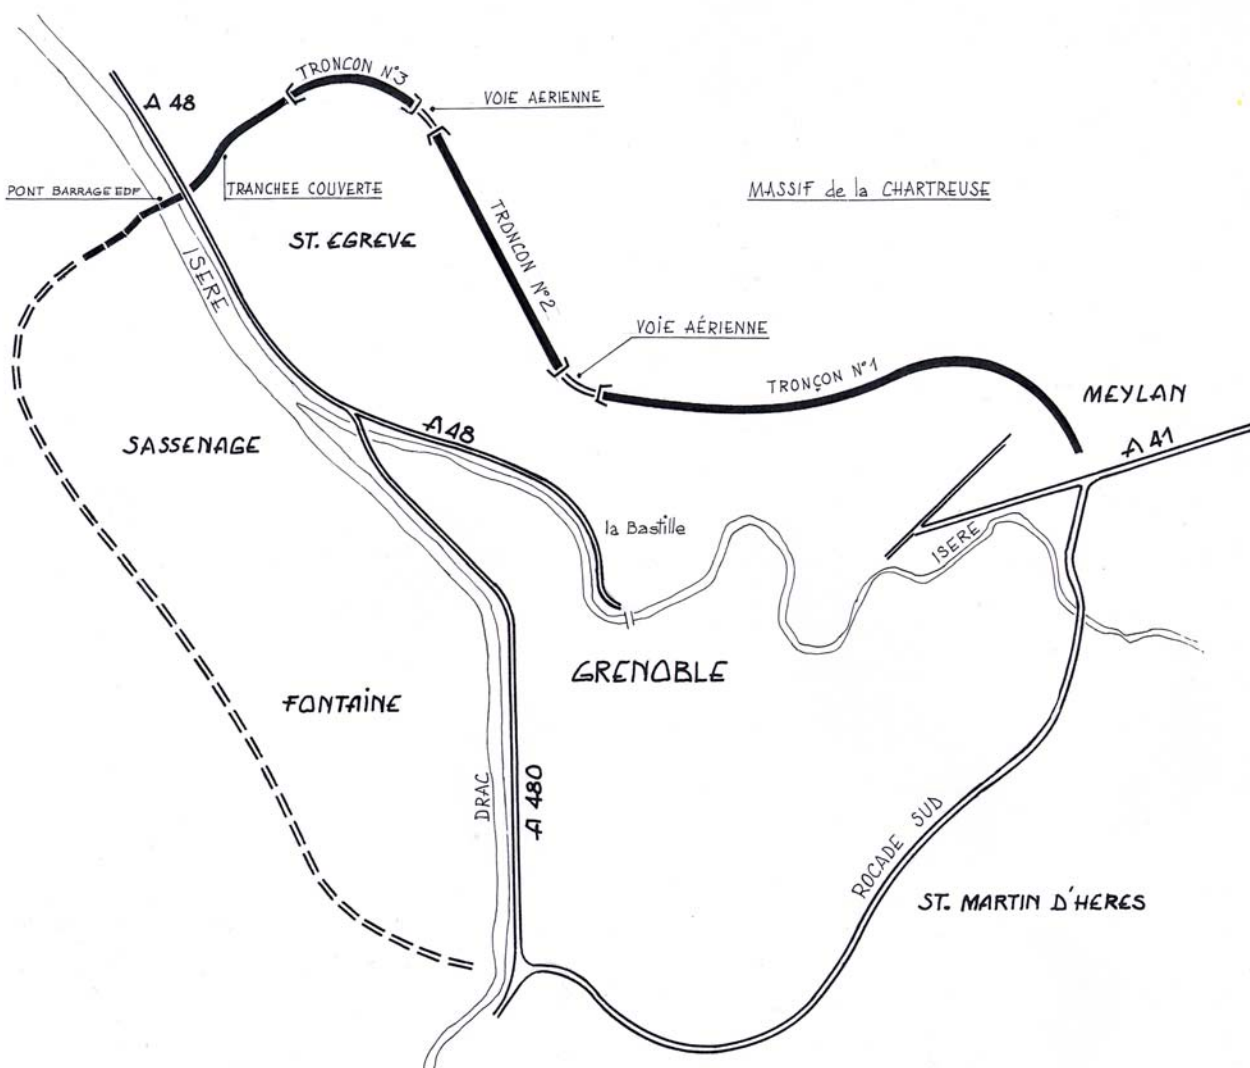 TRONCON N°3
A 48
VOIE AERIENNE
PONT BARRAGE EDF
TRANCHEE COUVERTE
MASSIF de la CHARTREUSE
ST. EGREVE
TRONCON N°2
ISERE
VOIE AÉRIENNE
TRONÇON N°1
MEYLAN
A 41
A 48
SASSENAGE
la Bastille
ISERE
GRENOBLE
FONTAINE
DRAC
A 480
ROCADE SUD
ST. MARTIN D'HERES